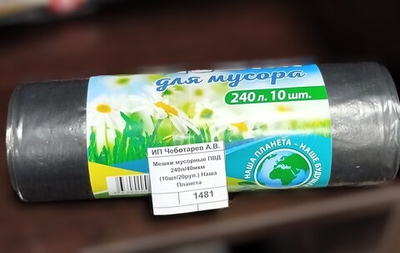 для мусора
240 л. 10 шт.
НАША ПЛАНЕТА - НАШЕ
ИП Чеботарев А.В.
Мешки мусорные ПВД
240л/40мкм
(10шт/20рул.) Наша
Планета
1481